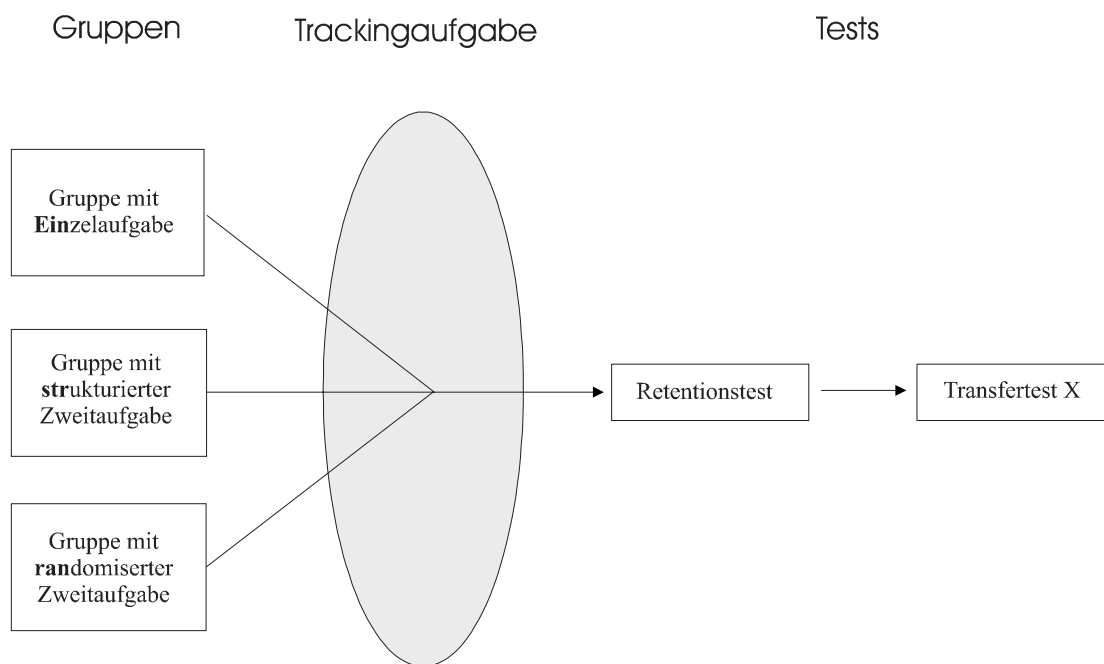 Gruppen
Trackingaufgabe
Tests
Gruppe mit
Einzelaufgabe
Gruppe mit
strukturierter
Zweitaufgabe
Gruppe mit
randomiserter
Zweitaufgabe
Retentionstest
Transfertest X